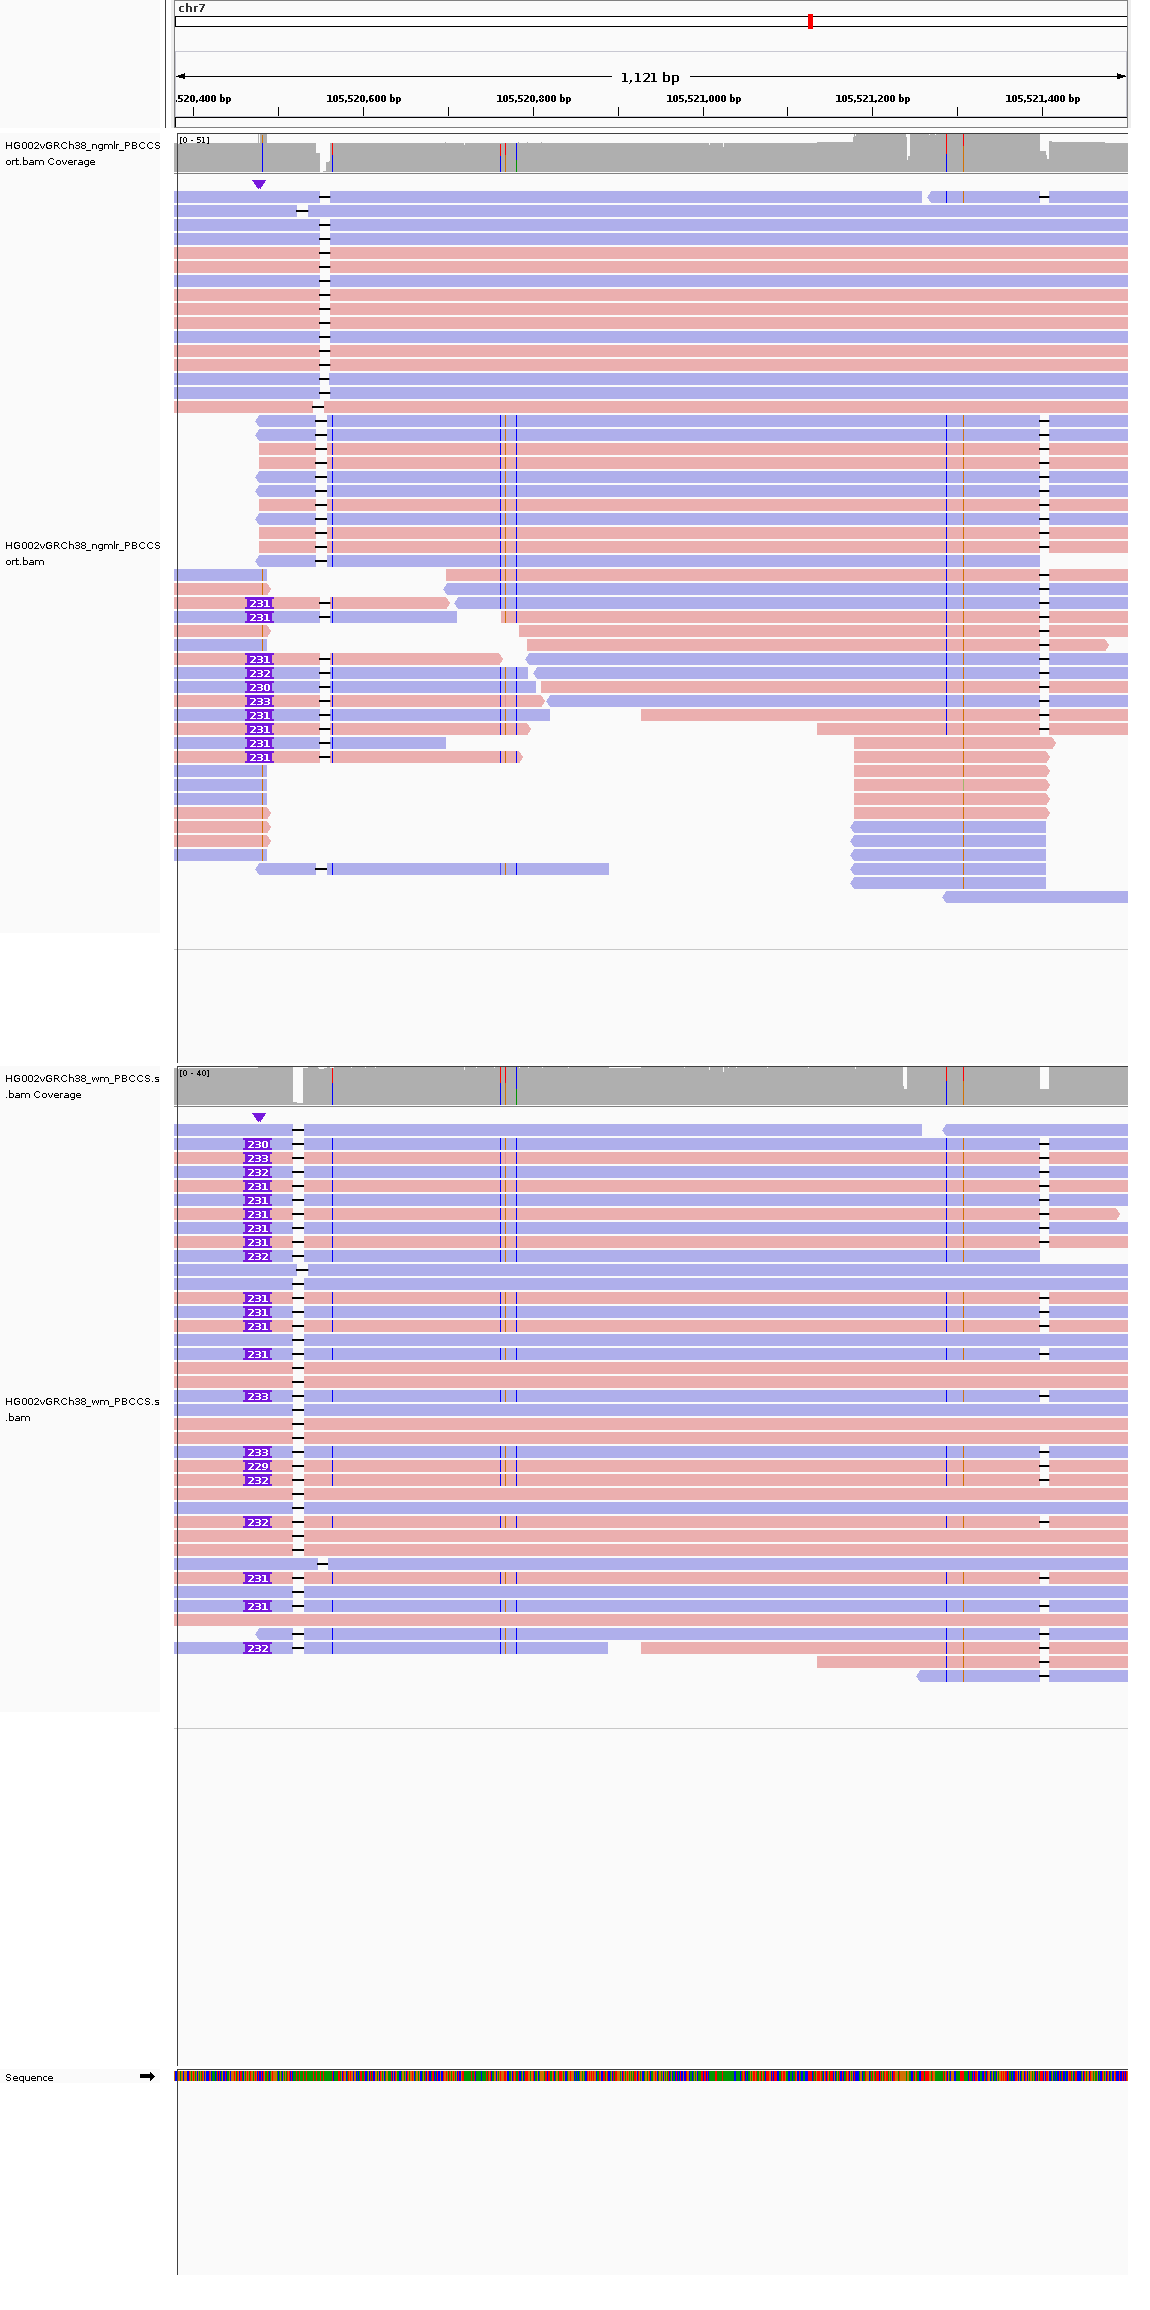 chr7
1,121 bp
.520,400 bp 105,520,600 bp 105,520,800 bp 105,521,000 bp 105,521,200 bp 105,521,400 bp
HG002vGRCh38_ngmlr_PBCCS
ort.bam Coverage
[0 - 51]
HG002vGRCh38_ngmlr_PBCCS
ort.bam
231
231
231
232
230
233
231
231
231
231
HG002vGRCh38_wm_PBCCS.s
.bam Coverage
[0 - 40]
HG002vGRCh38_wm_PBCCS.s
.bam
230
233
232
231
231
231
231
231
232
231
231
231
231
233
233
229
232
232
231
231
232
Sequence